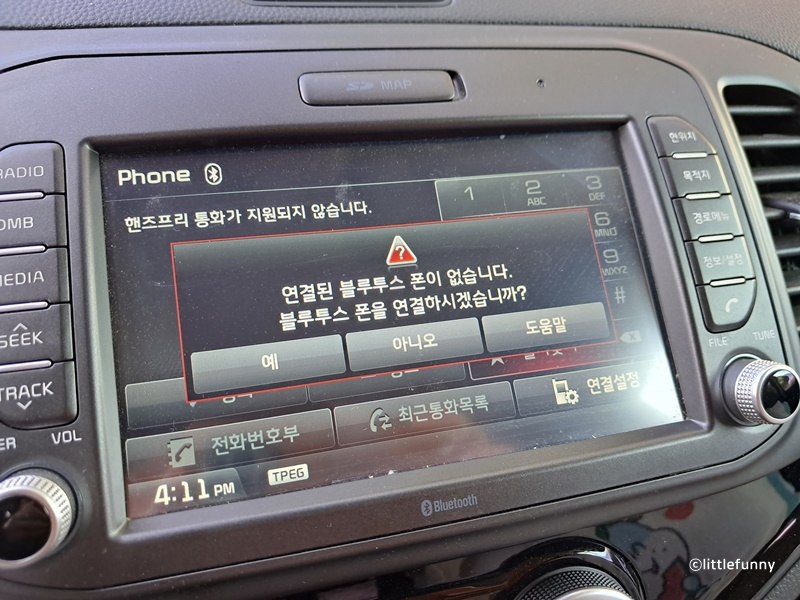 SD MAP
RADIO
DMB
MEDIA
SEEK
TRACK
VOL
현위치
목적지
경로메뉴
정보/설정
FILE
TUNE
Phone
핸즈프리 통화가 지원되지 않습니다.
1
2 ABC
3 DEF
6 MNO
9 WXYZ
#
?
연결된 블루투스 폰이 없습니다.
블루투스 폰을 연결하시겠습니까?
예
아니오
도움말
전화번호부
최근통화목록
연결설정
4:11 PM
TPEG
Bluetooth
©littlefunny